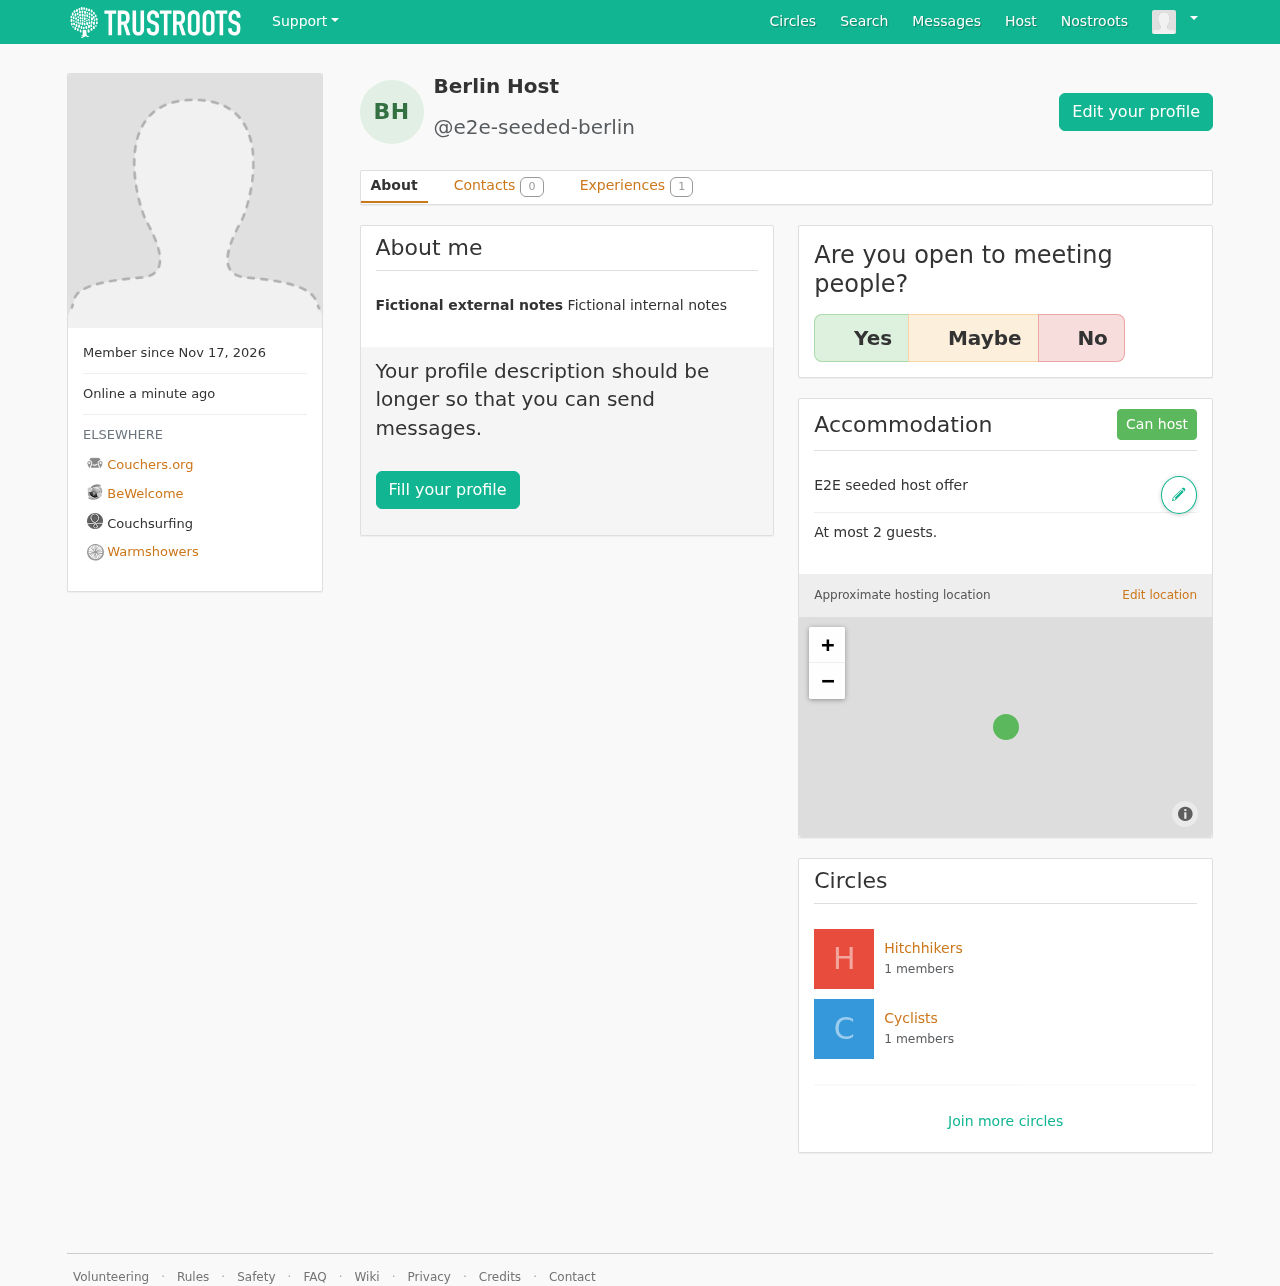 TRUSTROOTS
Support
Circles
Search
Messages
Host
Nostroots
Berlin Host
BH
@e2e-seeded-berlin
Edit your profile
About
Contacts 0
Experiences 1
Member since Nov 17, 2026
Online a minute ago
ELSEWHERE
Couchers.org
BeWelcome
Couchsurfing
Warmshowers
About me
Fictional external notes Fictional internal notes
Your profile description should be
longer so that you can send
messages.
Fill your profile
Are you open to meeting
people?
Yes
Maybe
No
Accommodation
Can host
E2E seeded host offer
At most 2 guests.
Approximate hosting location
Edit location
+
−
Circles
H
Hitchhikers
1 members
C
Cyclists
1 members
Join more circles
Volunteering · Rules · Safety · FAQ · Wiki · Privacy · Credits · Contact